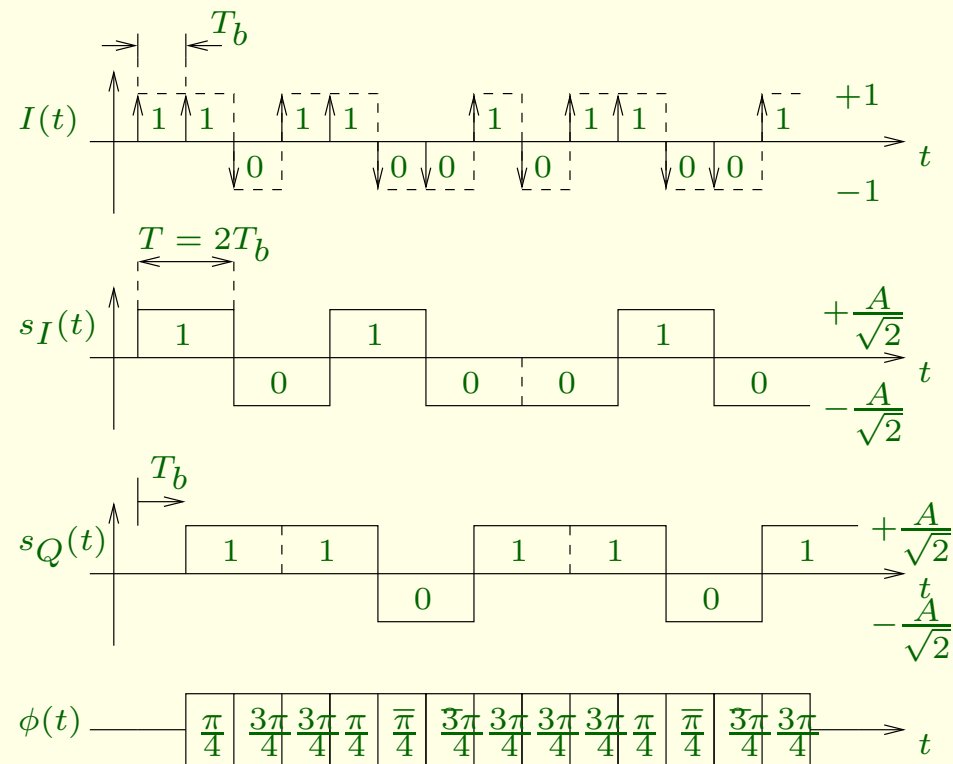 T_b
I(t) 1 1 0 1 1 0 0 1 0 1 1 0 0 1 +1
t
−1
T = 2T_b
s_I(t) 1 0 1 0 0 1 0 +A/√2
t
−A/√2
T_b
s_Q(t) 1 1 0 1 1 0 1 +A/√2
t
−A/√2
φ(t) π/4 3π/4 3π/4 π/4 −π/4 −3π/4 3π/4 3π/4 3π/4 π/4 −π/4 −3π/4 3π/4 t